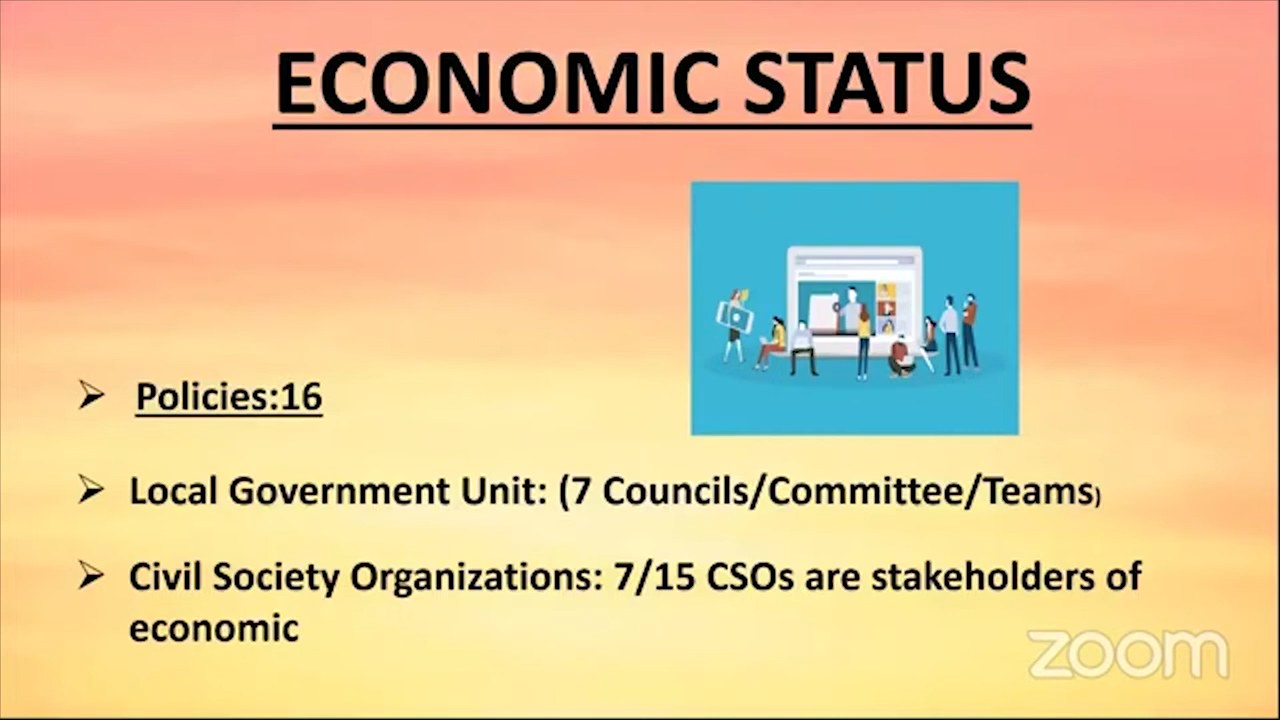 ECONOMIC STATUS
Policies:16
Local Government Unit: (7 Councils/Committee/Teams)
Civil Society Organizations: 7/15 CSOs are stakeholders of
economic
zoom